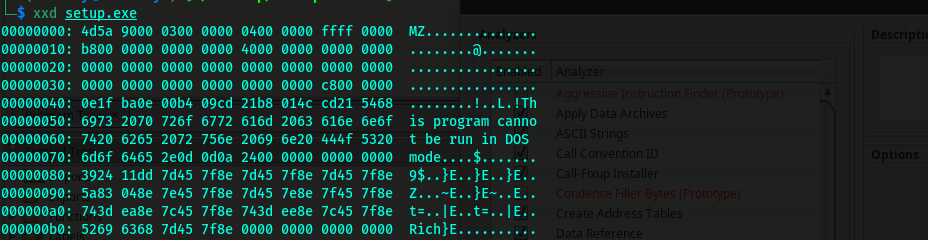 $ xxd setup.exe
00000000: 4d5a 9000 0300 0000 0400 0000 ffff 0000  MZ..............
00000010: b800 0000 0000 0000 4000 0000 0000 0000  ........@.......
00000020: 0000 0000 0000 0000 0000 0000 0000 0000  ................
00000030: 0000 0000 0000 0000 0000 0000 c800 0000  ................
00000040: 0e1f ba0e 00b4 09cd 21b8 014c cd21 5468  ........!..L.!Th
00000050: 6973 2070 726f 6772 616d 2063 616e 6e6f  is program canno
00000060: 7420 6265 2072 756e 2069 6e20 444f 5320  t be run in DOS 
00000070: 6d6f 6465 2e0d 0d0a 2400 0000 0000 0000  mode....$.......
00000080: 3924 11dd 7d45 7f8e 7d45 7f8e 7d45 7f8e  9$..}E..}E..}E..
00000090: 5a83 048e 7e45 7f8e 7d45 7e8e 7f45 7f8e  Z...~E..}E~..E..
000000a0: 743d ea8e 7c45 7f8e 743d ee8e 7c45 7f8e  t=..|E..t=..|E..
000000b0: 5269 6368 7d45 7f8e 0000 0000 0000 0000  Rich}E..........
Analyzer
Aggressive Instruction Finder (Prototype)
Apply Data Archives
ASCII Strings
Call Convention ID
Call-Fixup Installer
Condense Filler Bytes (Prototype)
Create Address Tables
Data Reference
Descripti
Options
Functions
Labels